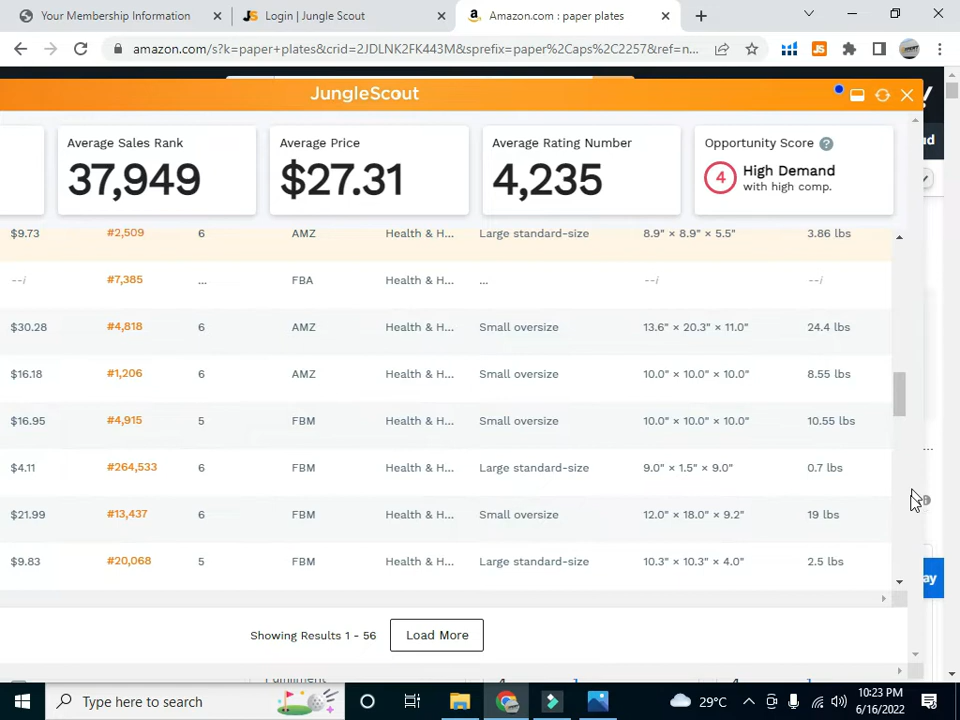 Your Membership Information
Login | Jungle Scout
Amazon.com : paper plates
amazon.com/s?k=paper+plates&crid=2JDLNK2FK443M&sprefix=paper%2Caps%2C2257&ref=n...
JungleScout
Average Sales Rank
37,949
Average Price
$27.31
Average Rating Number
4,235
Opportunity Score ?
4 High Demand
with high comp.
$9.73 #2,509 6 AMZ Health & H... Large standard-size 8.9" × 8.9" × 5.5" 3.86 lbs
--i #7,385 ... FBA Health & H... ... --i --i
$30.28 #4,818 6 AMZ Health & H... Small oversize 13.6" × 20.3" × 11.0" 24.4 lbs
$16.18 #1,206 6 AMZ Health & H... Small oversize 10.0" × 10.0" × 10.0" 8.55 lbs
$16.95 #4,915 5 FBM Health & H... Small oversize 10.0" × 10.0" × 10.0" 10.55 lbs
$4.11 #264,533 6 FBM Health & H... Large standard-size 9.0" × 1.5" × 9.0" 0.7 lbs
$21.99 #13,437 6 FBM Health & H... Small oversize 12.0" × 18.0" × 9.2" 19 lbs
$9.83 #20,068 5 FBM Health & H... Large standard-size 10.3" × 10.3" × 4.0" 2.5 lbs
Showing Results 1 - 56 Load More
Type here to search
29°C
10:23 PM
6/16/2022